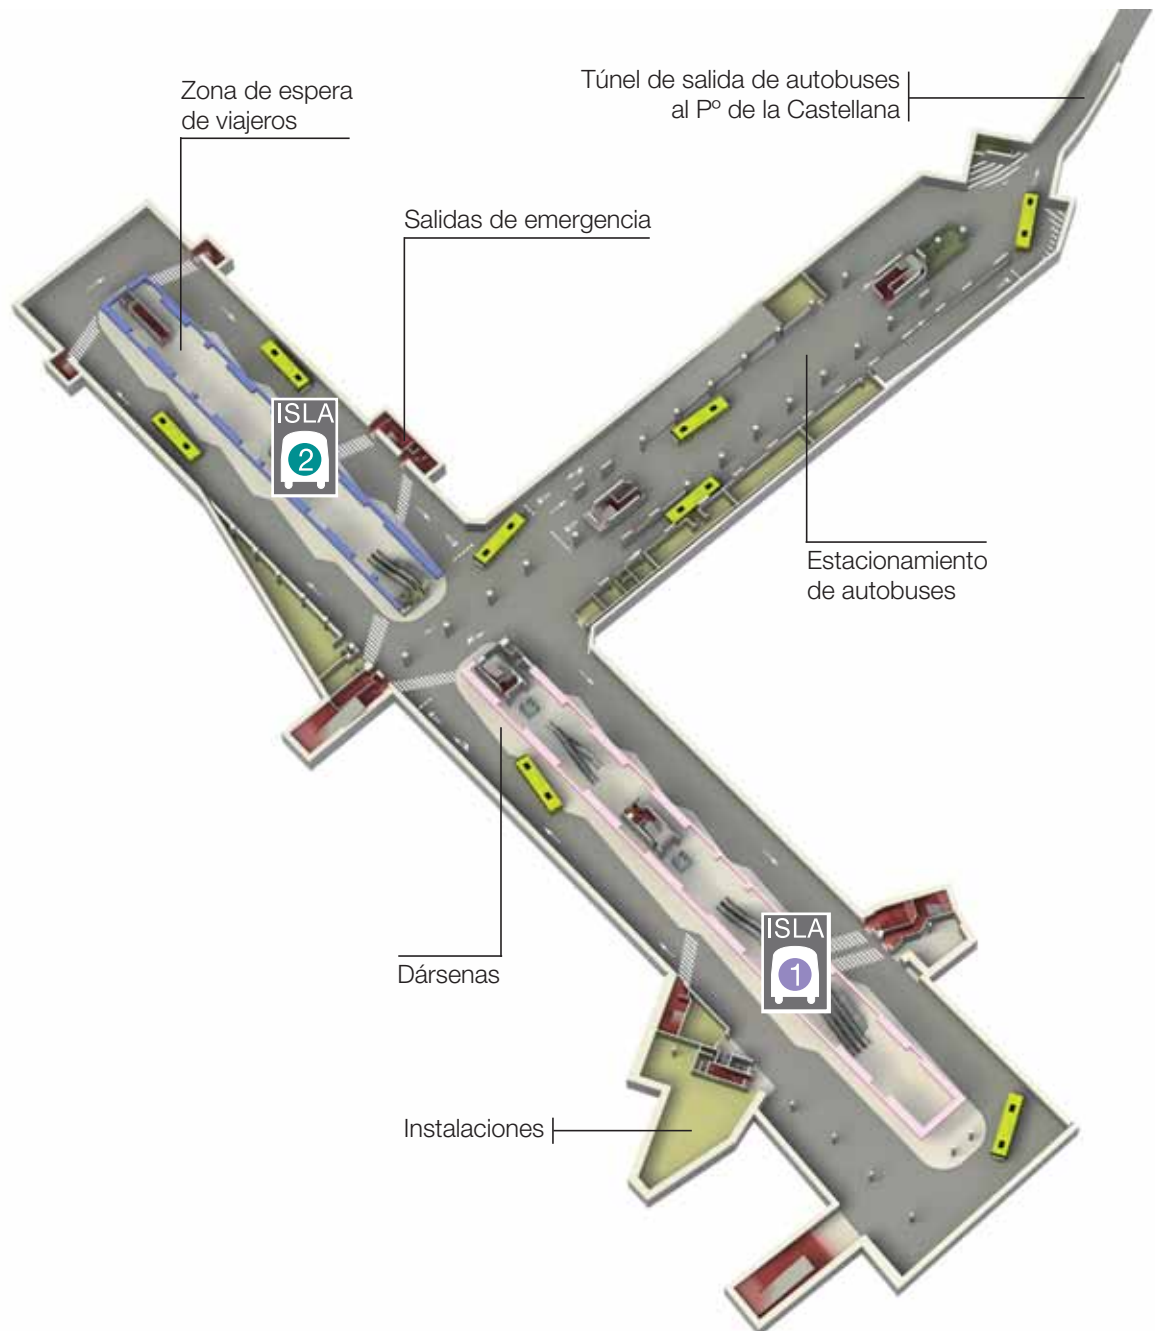 Zona de espera
de viajeros
Túnel de salida de autobuses
al Pº de la Castellana
Salidas de emergencia
ISLA
2
Estacionamiento
de autobuses
Dársenas
ISLA
1
Instalaciones